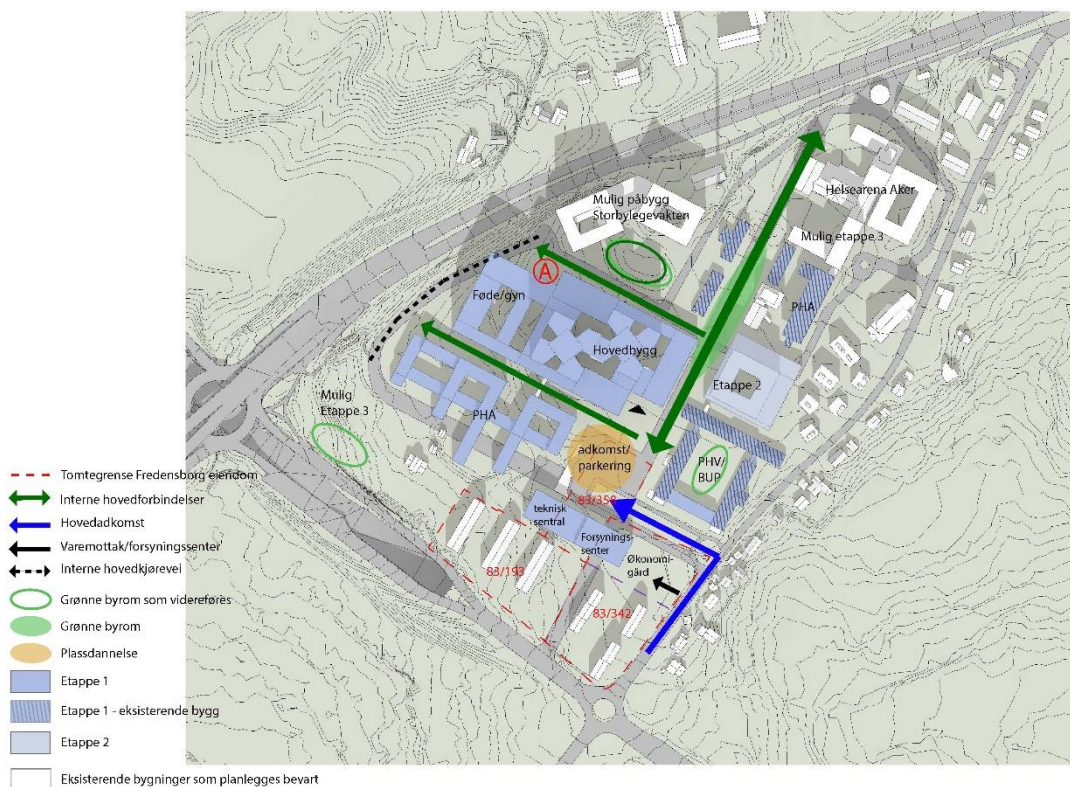 Helsearena Aker
Mulig påbygg
Storbylegevakten
Mulig etappe 3
A
Føde/gyn
PHA
Hovedbygg
Etappe 2
Mulig
Etappe 3
PHA
adkomst/
parkering
PHV/
BUP
83/358
teknisk
sentral
Forsynings-
senter
Økonomi-
gård
83/193
83/342
Tomtegrense Fredensborg eiendom
Interne hovedforbindelser
Hovedadkomst
Varemottak/forsyningssenter'
Interne hovedkjørevei
Grønne byrom som videreføres
Grønne byrom
Plassdannelse
Etappe 1
Etappe 1 - eksisterende bygg
Etappe 2
Eksisterende bygninger som planlegges bevart